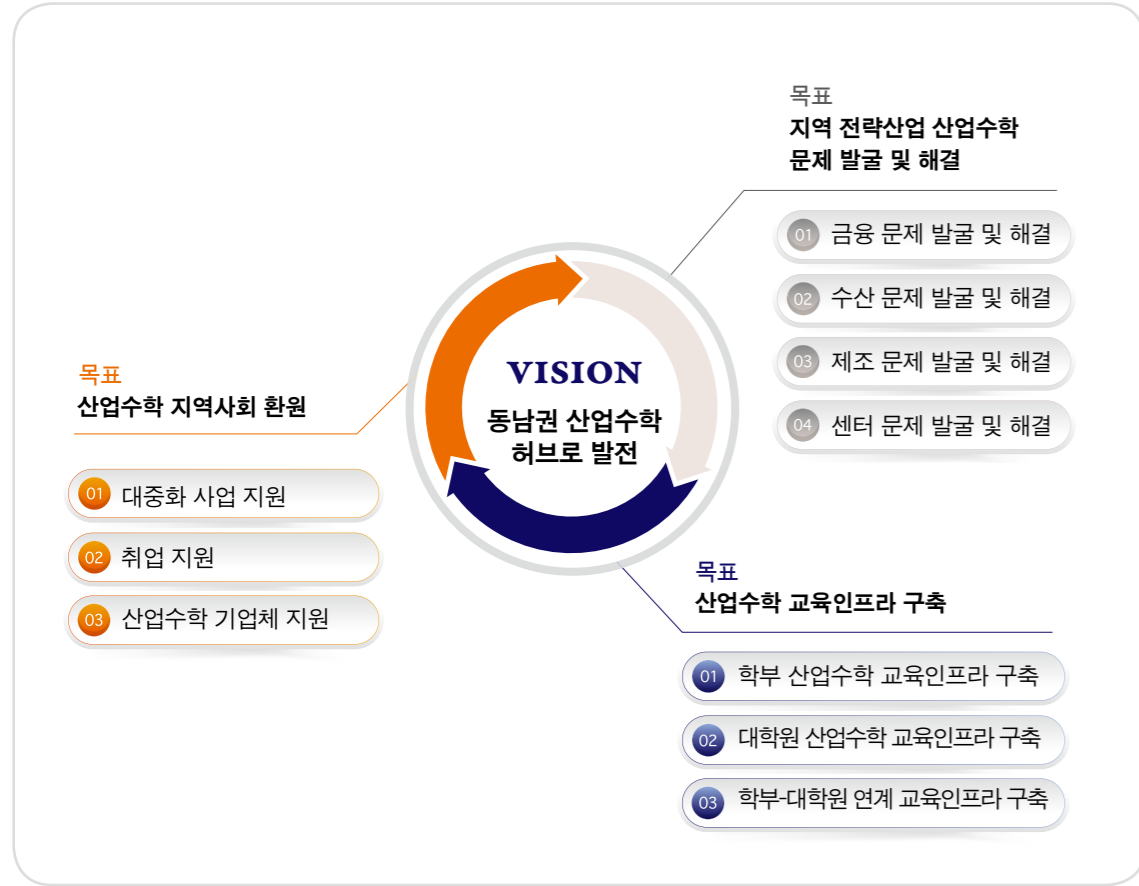 목표
지역 전략산업 산업수학
문제 발굴 및 해결
01 금융 문제 발굴 및 해결
02 수산 문제 발굴 및 해결
03 제조 문제 발굴 및 해결
04 센터 문제 발굴 및 해결
VISION
동남권 산업수학
허브로 발전
목표
산업수학 지역사회 환원
01 대중화 사업 지원
02 취업 지원
03 산업수학 기업체 지원
목표
산업수학 교육인프라 구축
01 학부 산업수학 교육인프라 구축
02 대학원 산업수학 교육인프라 구축
03 학부-대학원 연계 교육인프라 구축